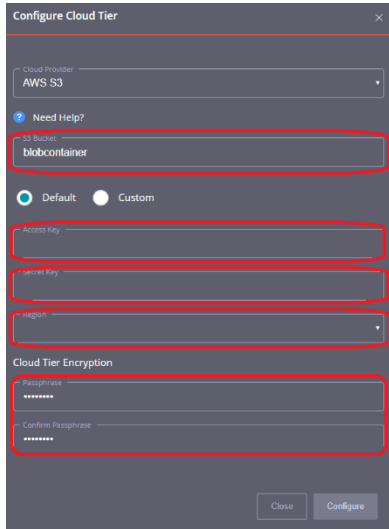 Configure Cloud Tier
Cloud Provider
AWS S3
Need Help?
S3 Bucket
blobcontainer
Default Custom
Access Key
Secret Key
Region
Cloud Tier Encryption
Passphrase
••••••••
Confirm Passphrase
••••••••
Close Configure